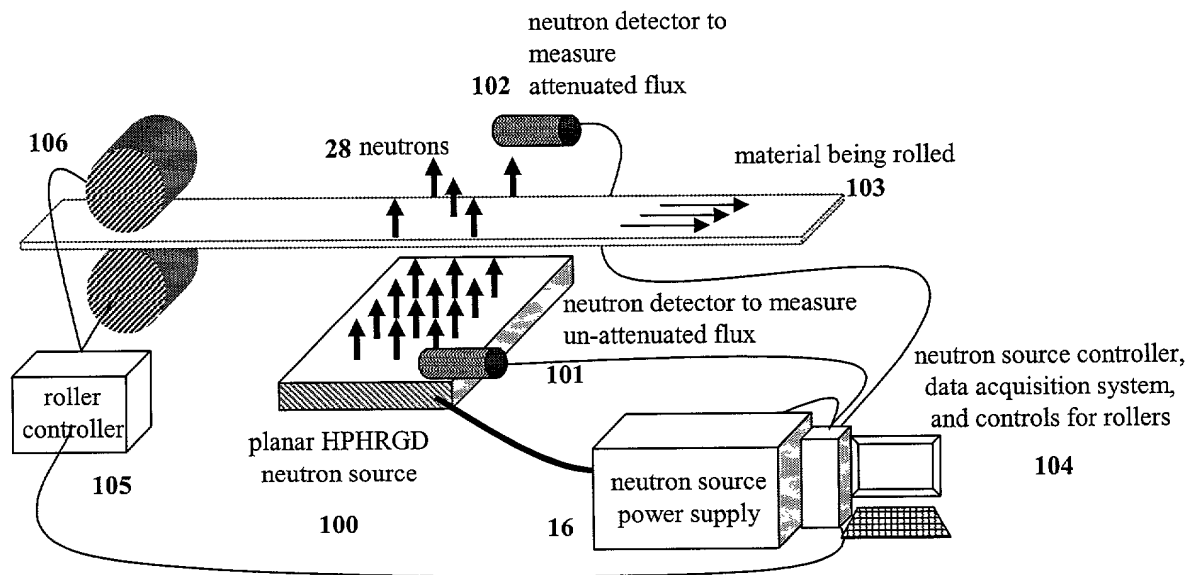 neutron detector to
measure
102 attenuated flux
106
28 neutrons
material being rolled
103
neutron detector to measure
un-attenuated flux
101
neutron source controller,
data acquisition system,
and controls for rollers
104
roller
controller
105
planar HPHRGD
neutron source
100
neutron source
power supply
16